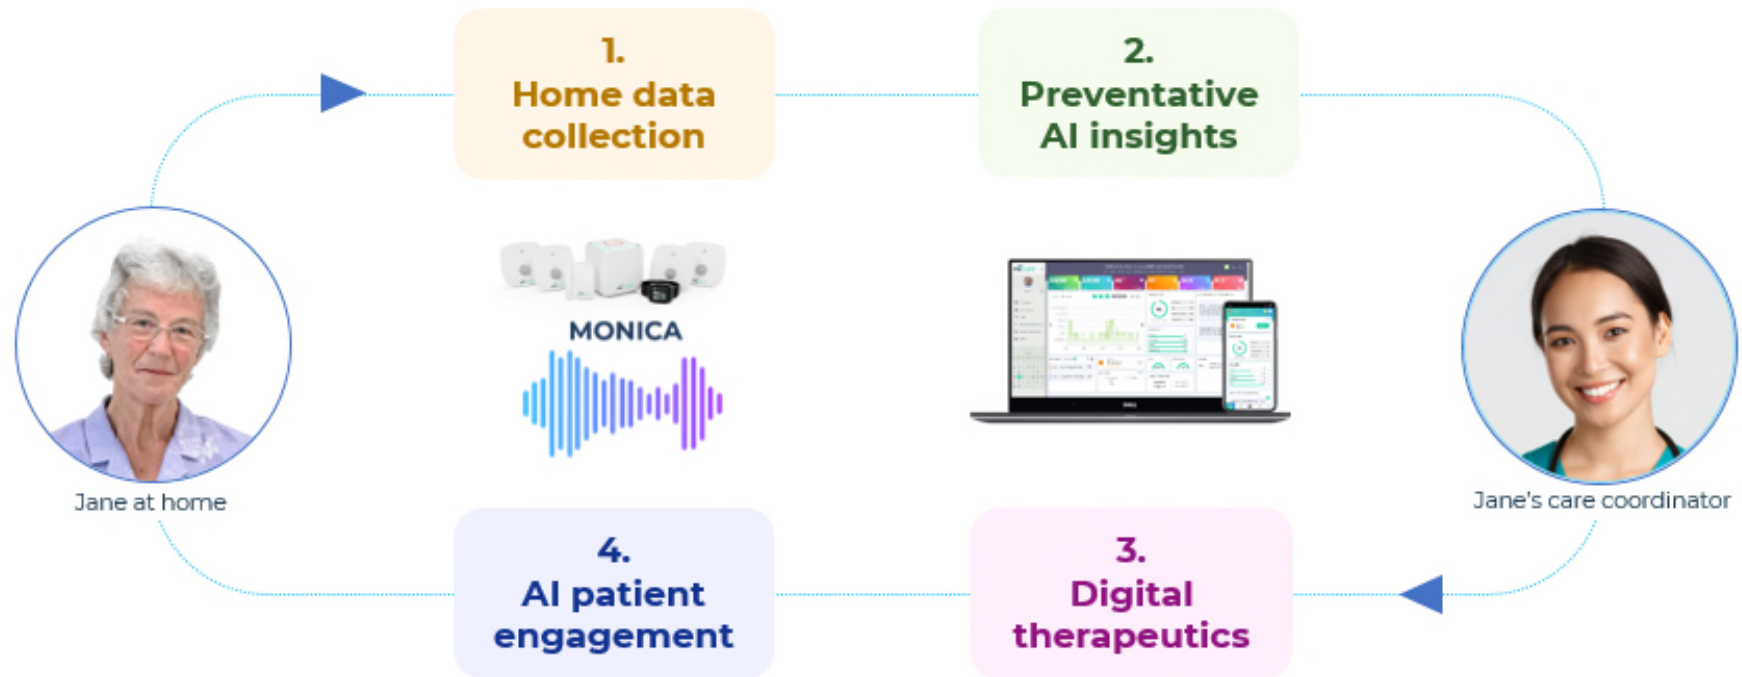 1.
Home data
collection
2.
Preventative
AI insights
MONICA
Jane at home
Jane's care coordinator
4.
AI patient
engagement
3.
Digital
therapeutics